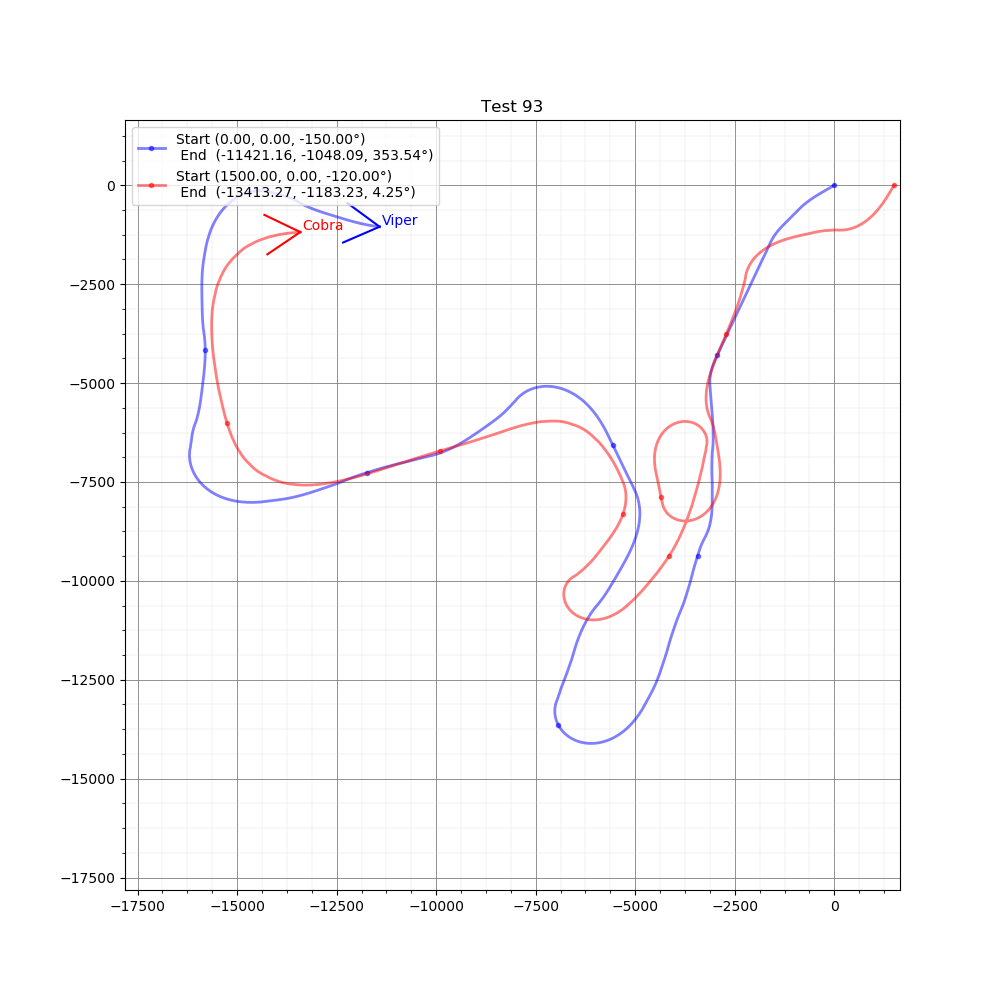 Test 93
Start (0.00, 0.00, -150.00°)
End  (-11421.16, -1048.09, 353.54°)
Start (1500.00, 0.00, -120.00°)
End  (-13413.27, -1183.23, 4.25°)
Cobra
Viper
0
−2500
−5000
−7500
−10000
−12500
−15000
−17500
−17500 −15000 −12500 −10000 −7500 −5000 −2500 0